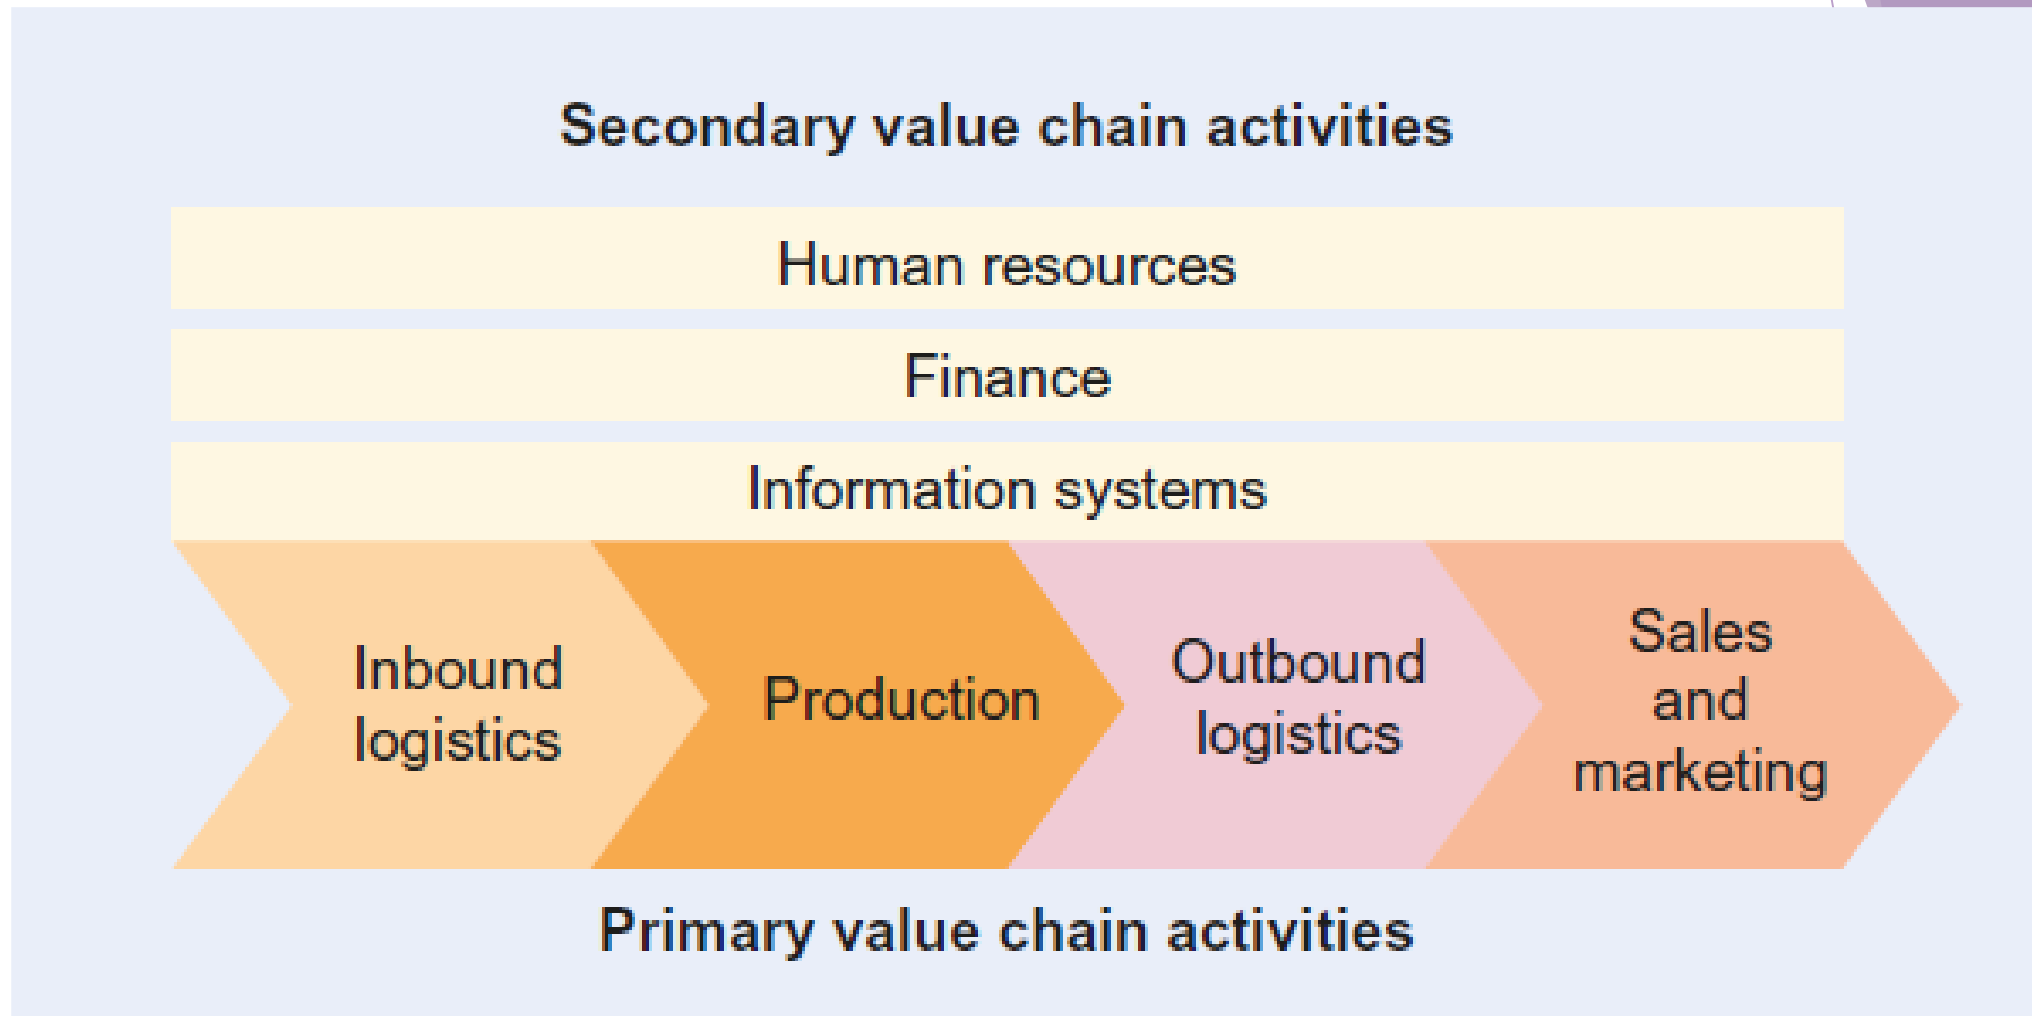 Secondary value chain activities
Human resources
Finance
Information systems
Inbound
logistics
Production
Outbound
logistics
Sales
and
marketing
Primary value chain activities